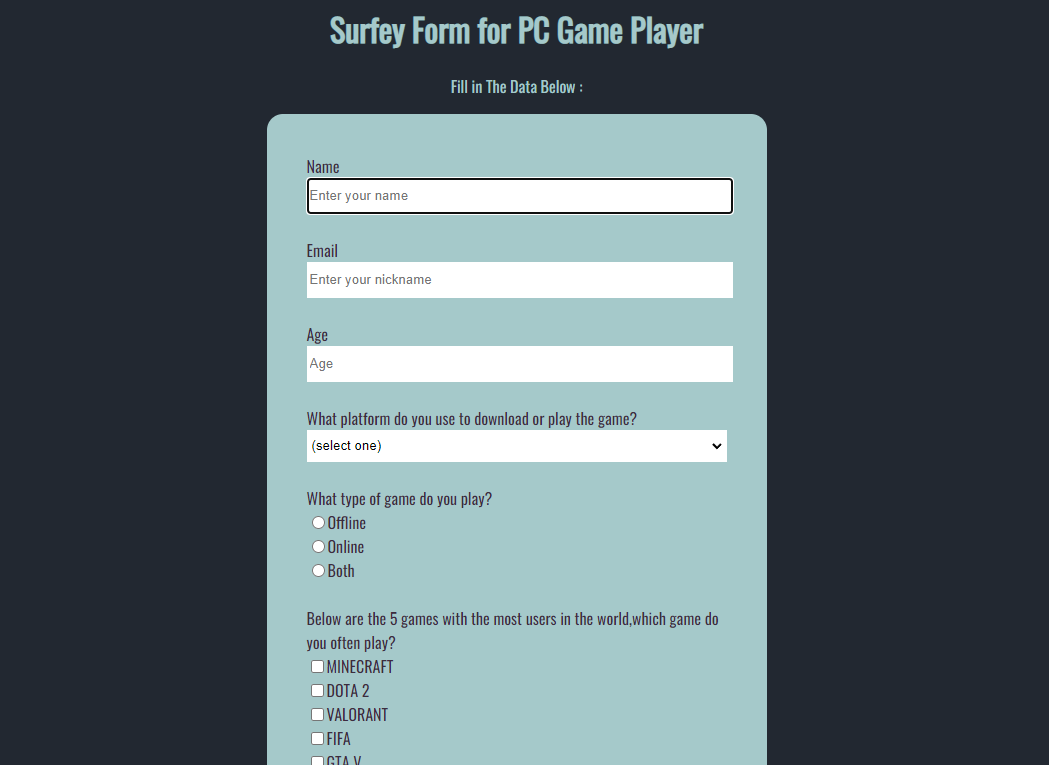 Surfey Form for PC Game Player
Fill in The Data Below :
Name
Enter your name
Email
Enter your nickname
Age
Age
What platform do you use to download or play the game?
(select one)
What type of game do you play?
Offline
Online
Both
Below are the 5 games with the most users in the world,which game do
you often play?
MINECRAFT
DOTA 2
VALORANT
FIFA
GTA V